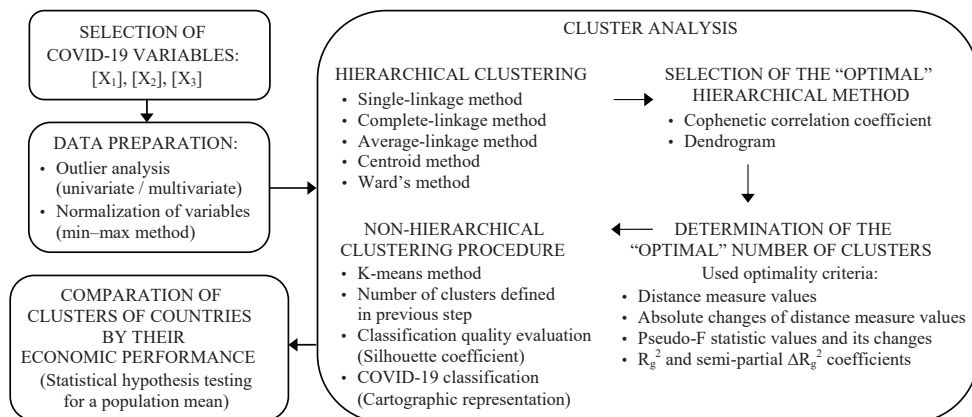 SELECTION OF
COVID-19 VARIABLES:
[X₁], [X₂], [X₃]
DATA PREPARATION:
• Outlier analysis
(univariate / multivariate)
• Normalization of variables
(min–max method)
CLUSTER ANALYSIS
HIERARCHICAL CLUSTERING
• Single-linkage method
• Complete-linkage method
• Average-linkage method
• Centroid method
• Ward’s method
SELECTION OF THE “OPTIMAL”
HIERARCHICAL METHOD
• Cophenetic correlation coefficient
• Dendrogram
DETERMINATION OF THE
“OPTIMAL” NUMBER OF CLUSTERS
Used optimality criteria:
• Distance measure values
• Absolute changes of distance measure values
• Pseudo-F statistic values and its changes
• R_g² and semi-partial ΔR_g² coefficients
NON-HIERARCHICAL
CLUSTERING PROCEDURE
• K-means method
• Number of clusters defined
in previous step
• Classification quality evaluation
(Silhouette coefficient)
• COVID-19 classification
(Cartographic representation)
COMPARATION OF
CLUSTERS OF COUNTRIES
BY THEIR
ECONOMIC PERFORMANCE
(Statistical hypothesis testing
for a population mean)